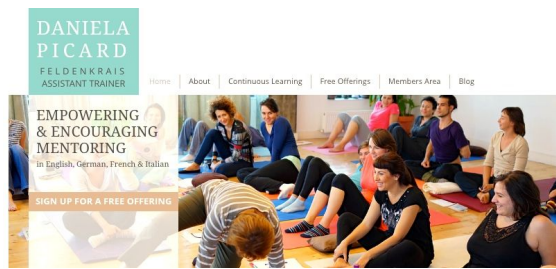 DANIELA
PICARD
FELDENKRAIS
ASSISTANT TRAINER
Home
About
Continuous Learning
Free Offerings
Members Area
Blog
EMPOWERING
& ENCOURAGING
MENTORING
in English, German, French & Italian
SIGN UP FOR A FREE OFFERING